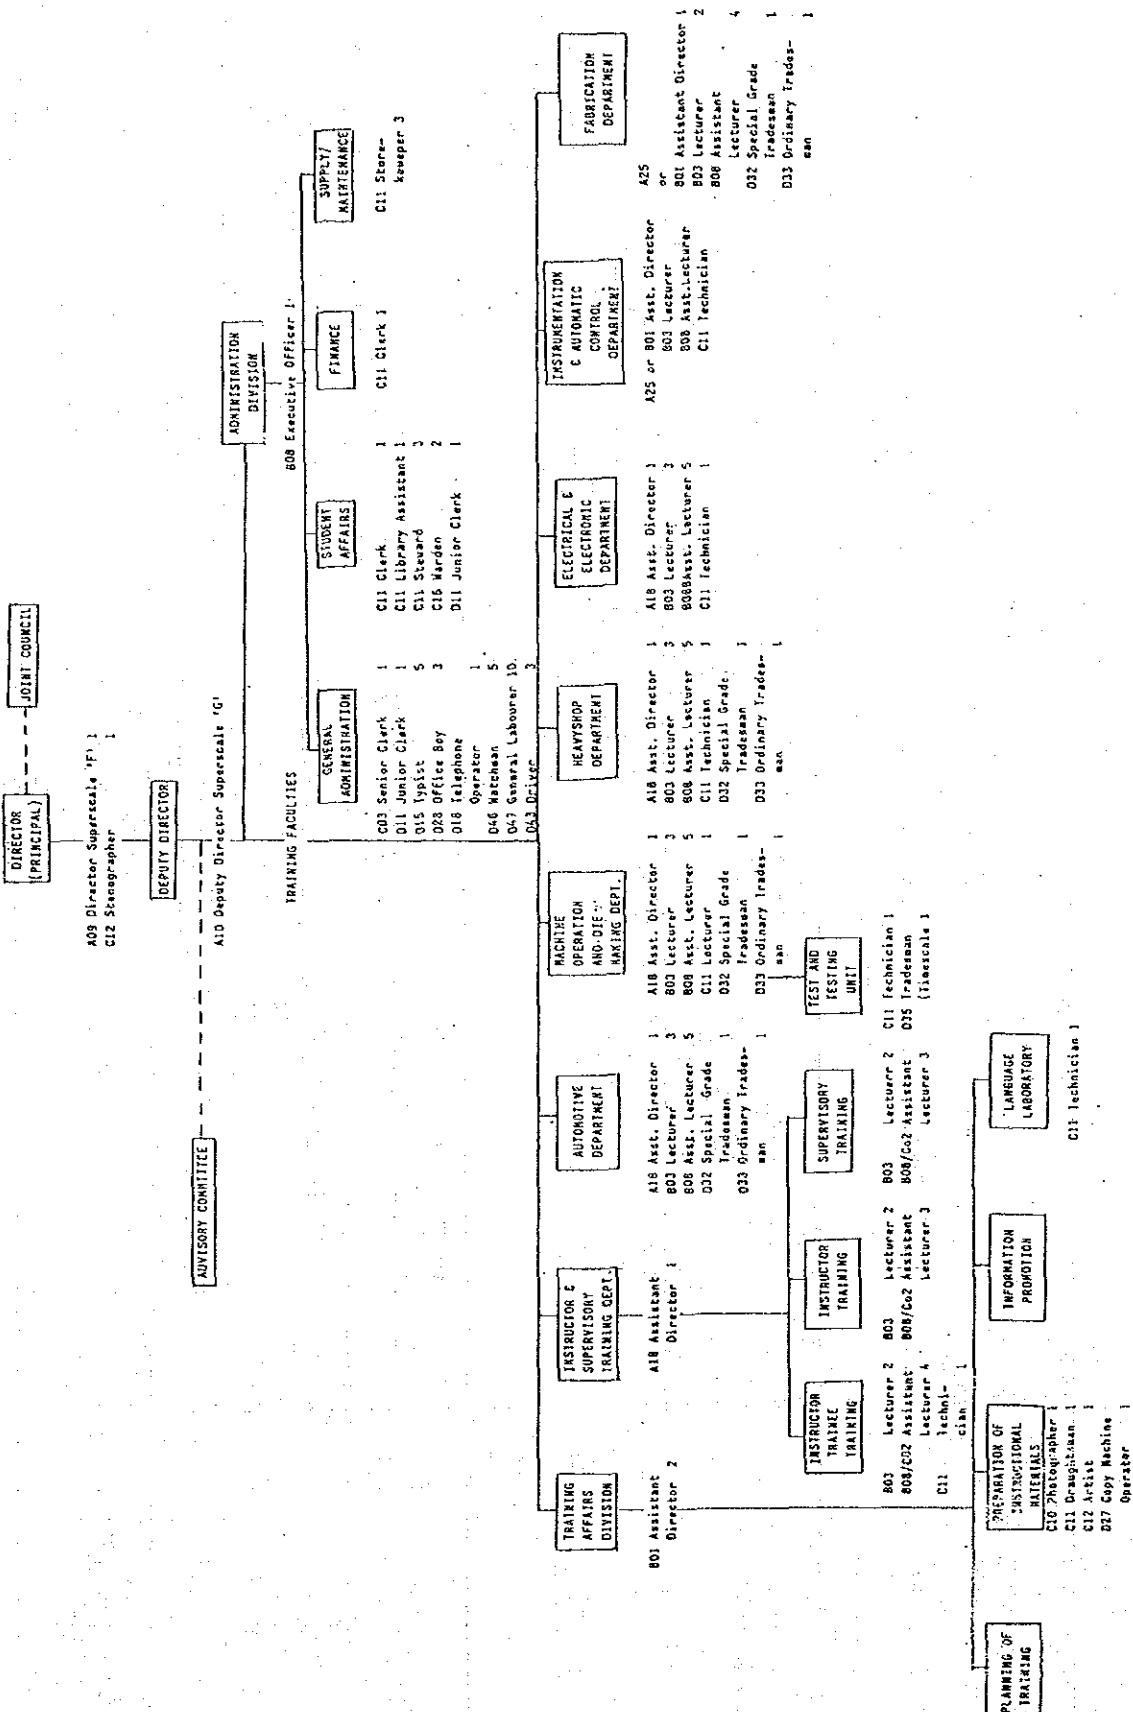 DIRECTOR
(PRINCIPAL)
JOINT COUNCIL
A09 Director Superscale 'F' 1
C12 Stenographer 1
DEPUTY DIRECTOR
ADVISORY COMMITTEE
A10 Deputy Director Superscale 'G'
ADMINISTRATION
DIVISION
B08 Executive Officer 1
TRAINING FACULTIES
GENERAL
ADMINISTRATION
C03 Senior Clerk 1
D11 Junior Clerk 1
D15 Typist 5
D28 Office Boy 3
D18 Telephone
Operator 1
D46 Watchman 5
D47 General Labourer 10
D43 Driver 3
STUDENT
AFFAIRS
C11 Clerk 1
C11 Library Assistant 1
C11 Steward 3
C16 Warden 2
D11 Junior Clerk 1
FINANCE
C11 Clerk 1
SUPPLY/
MAINTENANCE
C11 Store-
keweper 3
TRAINING
AFFAIRS
DIVISION
B01 Assistant
Director 2
INSTRUCTOR &
SUPERVISORY
TRAINING DEPT.
A18 Assistant
Director 1
AUTOMOTIVE
DEPARTMENT
A18 Asst. Director 1
B03 Lecturer 3
B08 Asst. Lecturer 5
D32 Special Grade
Tradesman 1
D33 Ordinary Trades-
man 1
MACHINE
OPERATION
AND DIE
MAKING DEPT.
A18 Asst. Director 1
B03 Lecturer 3
B08 Asst. Lecturer 5
C11 Lecturer 1
D32 Special Grade
Tradesman 1
D33 Ordinary Trades-
man 1
HEAVYSHOP
DEPARTMENT
A18 Asst. Director 1
B03 Lecturer 3
B08 Asst. Lecturer 5
C11 Technician 1
D32 Special Grade
Tradesman 1
D33 Ordinary Trades-
man 1
ELECTRICAL &
ELECTRONIC
DEPARTMENT
A18 Asst. Director 1
B03 Lecturer 3
B08BAsst. Lecturer 5
C11 Technician 1
INSTRUMENTATION
& AUTOMATIC
CONTROL
DEPARTMENT
A25 or B01 Asst. Director
B03 Lecturer
B08 Asst.Lecturer
C11 Technician
FABRICATION
DEPARTMENT
A25
or
B01 Assistant Director 1
B03 Lecturer 2
B08 Assistant
Lecturer 4
D32 Special Grade
Tradesman 1
D33 Ordinary Trades-
man 1
INSTRUCTOR
TRAINEE
TRAINING
B03 Lecturer 2
B08/C02 Assistant
Lecturer 4
C11 Techni-
cian 1
INSTRUCTOR
TRAINING
B03 Lecturer 2
B08/Co2 Assistant
Lecturer 3
SUPERVISORY
TRAINING
B03 Lectuerr 2
B08/Co2 Assistant
Lecturer 3
TEST AND
TESTING
UNIT
C11 Technician 1
D35 Tradesman
(Timescale 1
PLANNING OF
TRAINING
PREPARATION OF
INSTRUCTIONAL
MATERIALS
C10 Photographer 1
C11 Draughtsman 1
C12 Artist 1
D27 Copy Machine
Operater 1
INFORMATION
PROMOTION
LANGUAGE
LABORATORY
C11 Technician 1